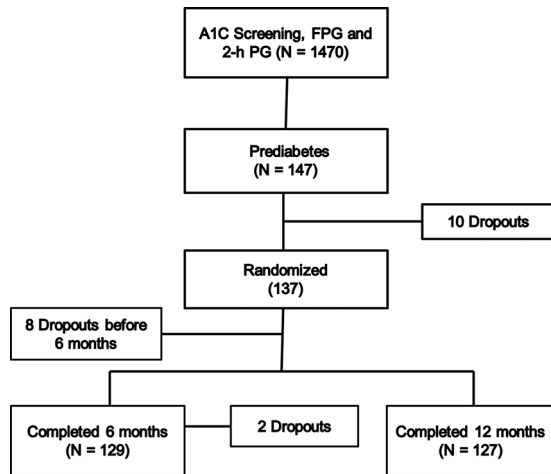 A1C Screening, FPG and
2-h PG (N = 1470)
Prediabetes
(N = 147)
10 Dropouts
Randomized
(137)
8 Dropouts before
6 months
Completed 6 months
(N = 129)
2 Dropouts
Completed 12 months
(N = 127)